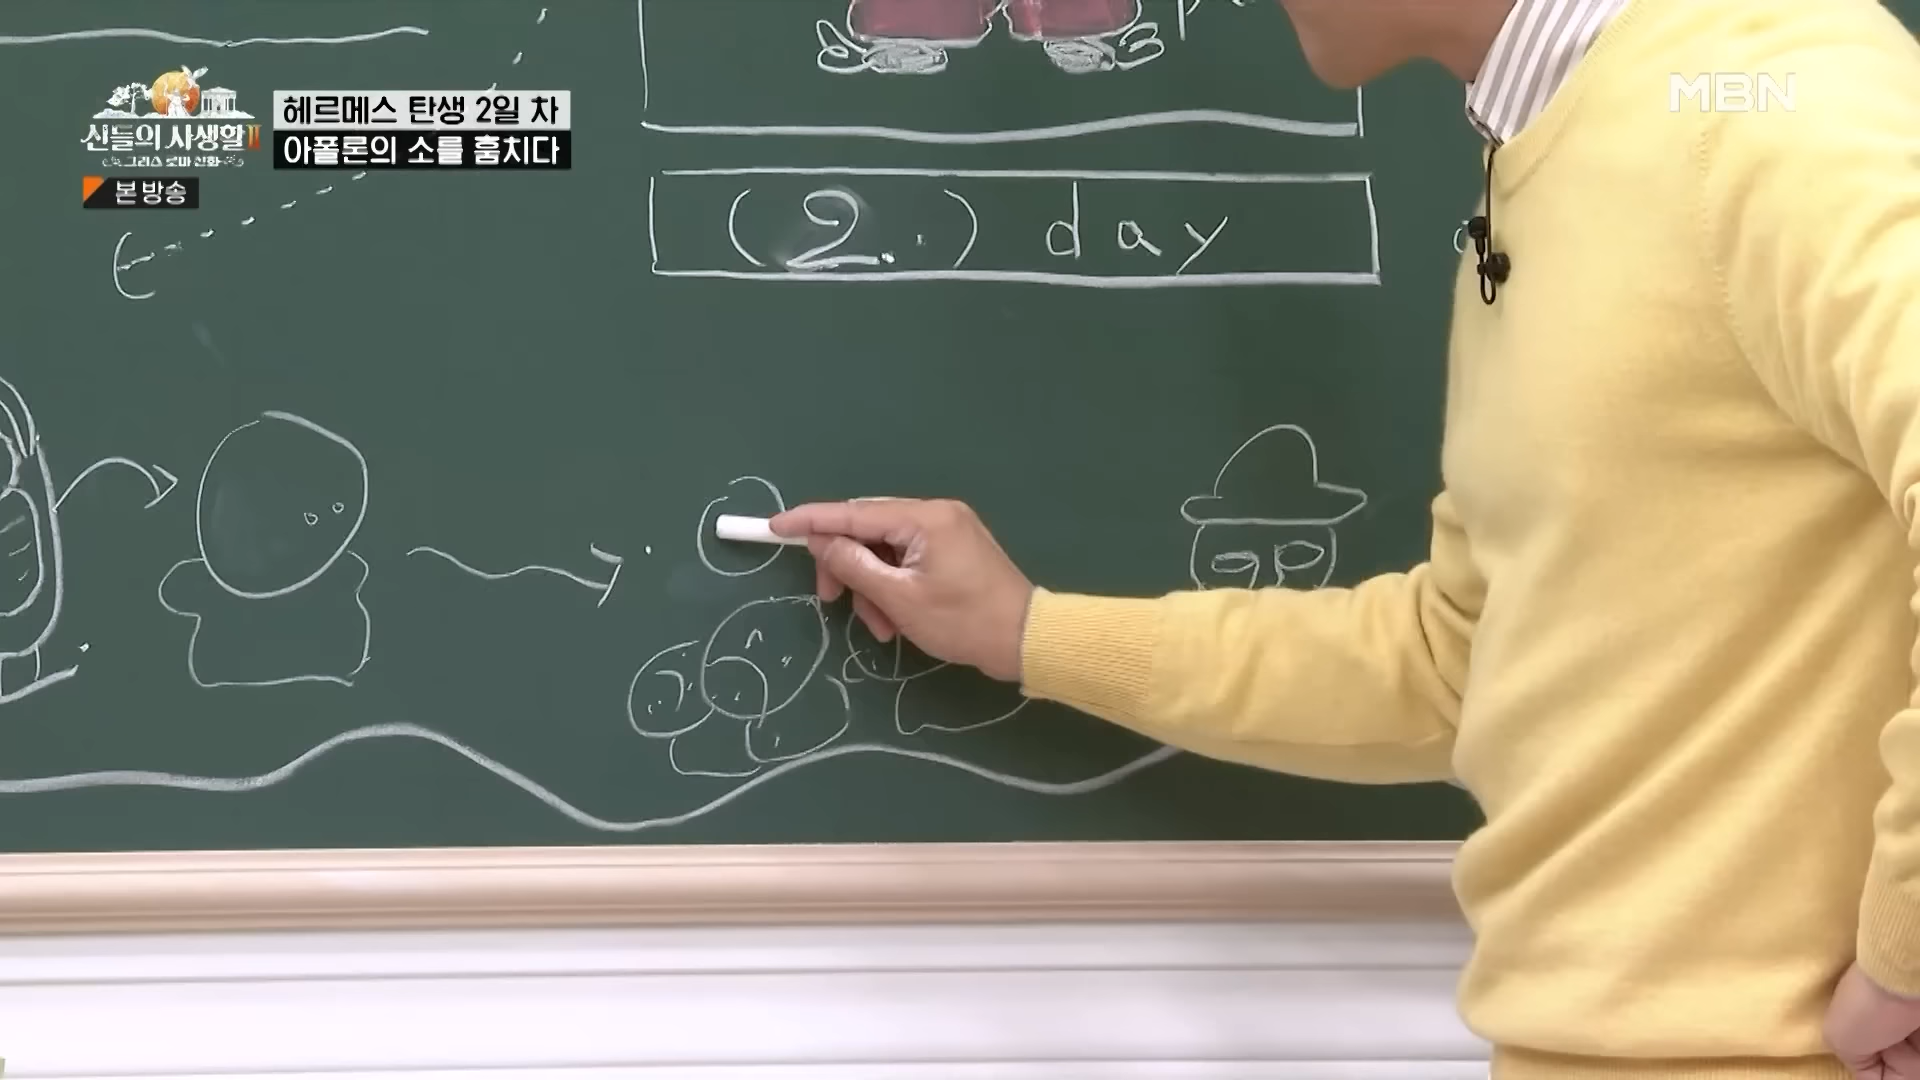 MBN
신들의 사생활 II
그리스 로마 신화
헤르메스 탄생 2일 차
아폴론의 소를 훔치다
본 방송
(2..) day